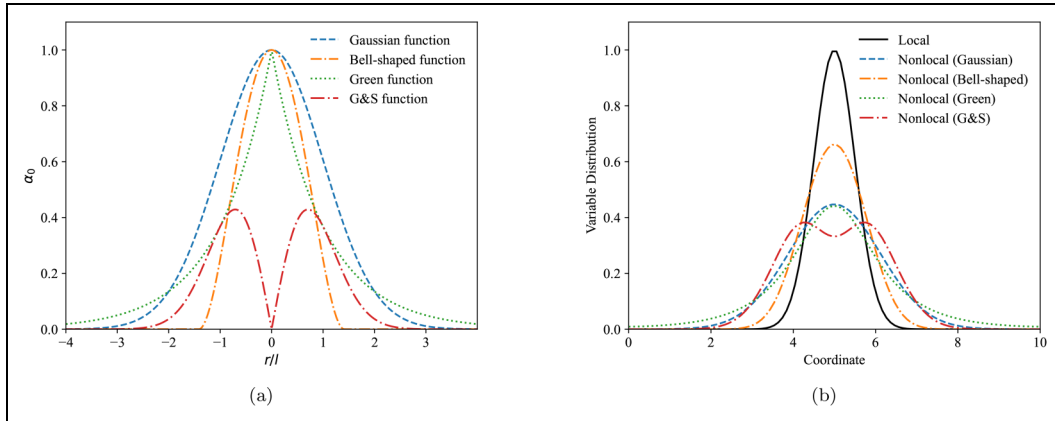 Gaussian function
Bell-shaped function
Green function
G&S function
1.0
0.8
0.6
0.4
0.2
0.0
α₀
−4
−3
−2
−1
0
1
2
3
r/l
(a)
Local
Nonlocal (Gaussian)
Nonlocal (Bell-shaped)
Nonlocal (Green)
Nonlocal (G&S)
1.0
0.8
0.6
0.4
0.2
0.0
Variable Distribution
0
2
4
6
8
10
Coordinate
(b)